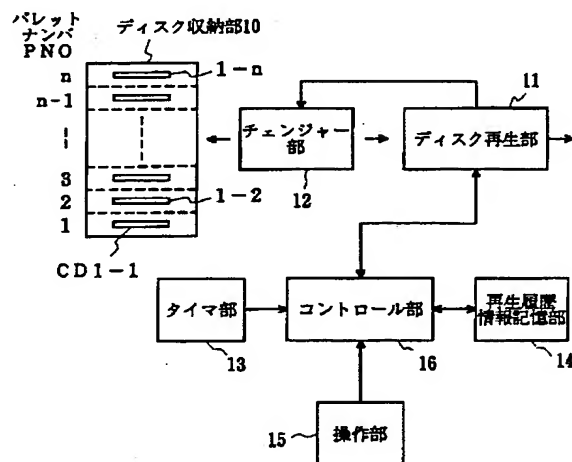 パレット
ナンバ
PNO
ディスク収納部10
n
1-n
n-1
3
2
1-2
1
CD1-1
チェンジャー
部
12
11
ディスク再生部
タイマ部
13
コントロール部
16
再生履歴
情報記憶部
14
15
操作部